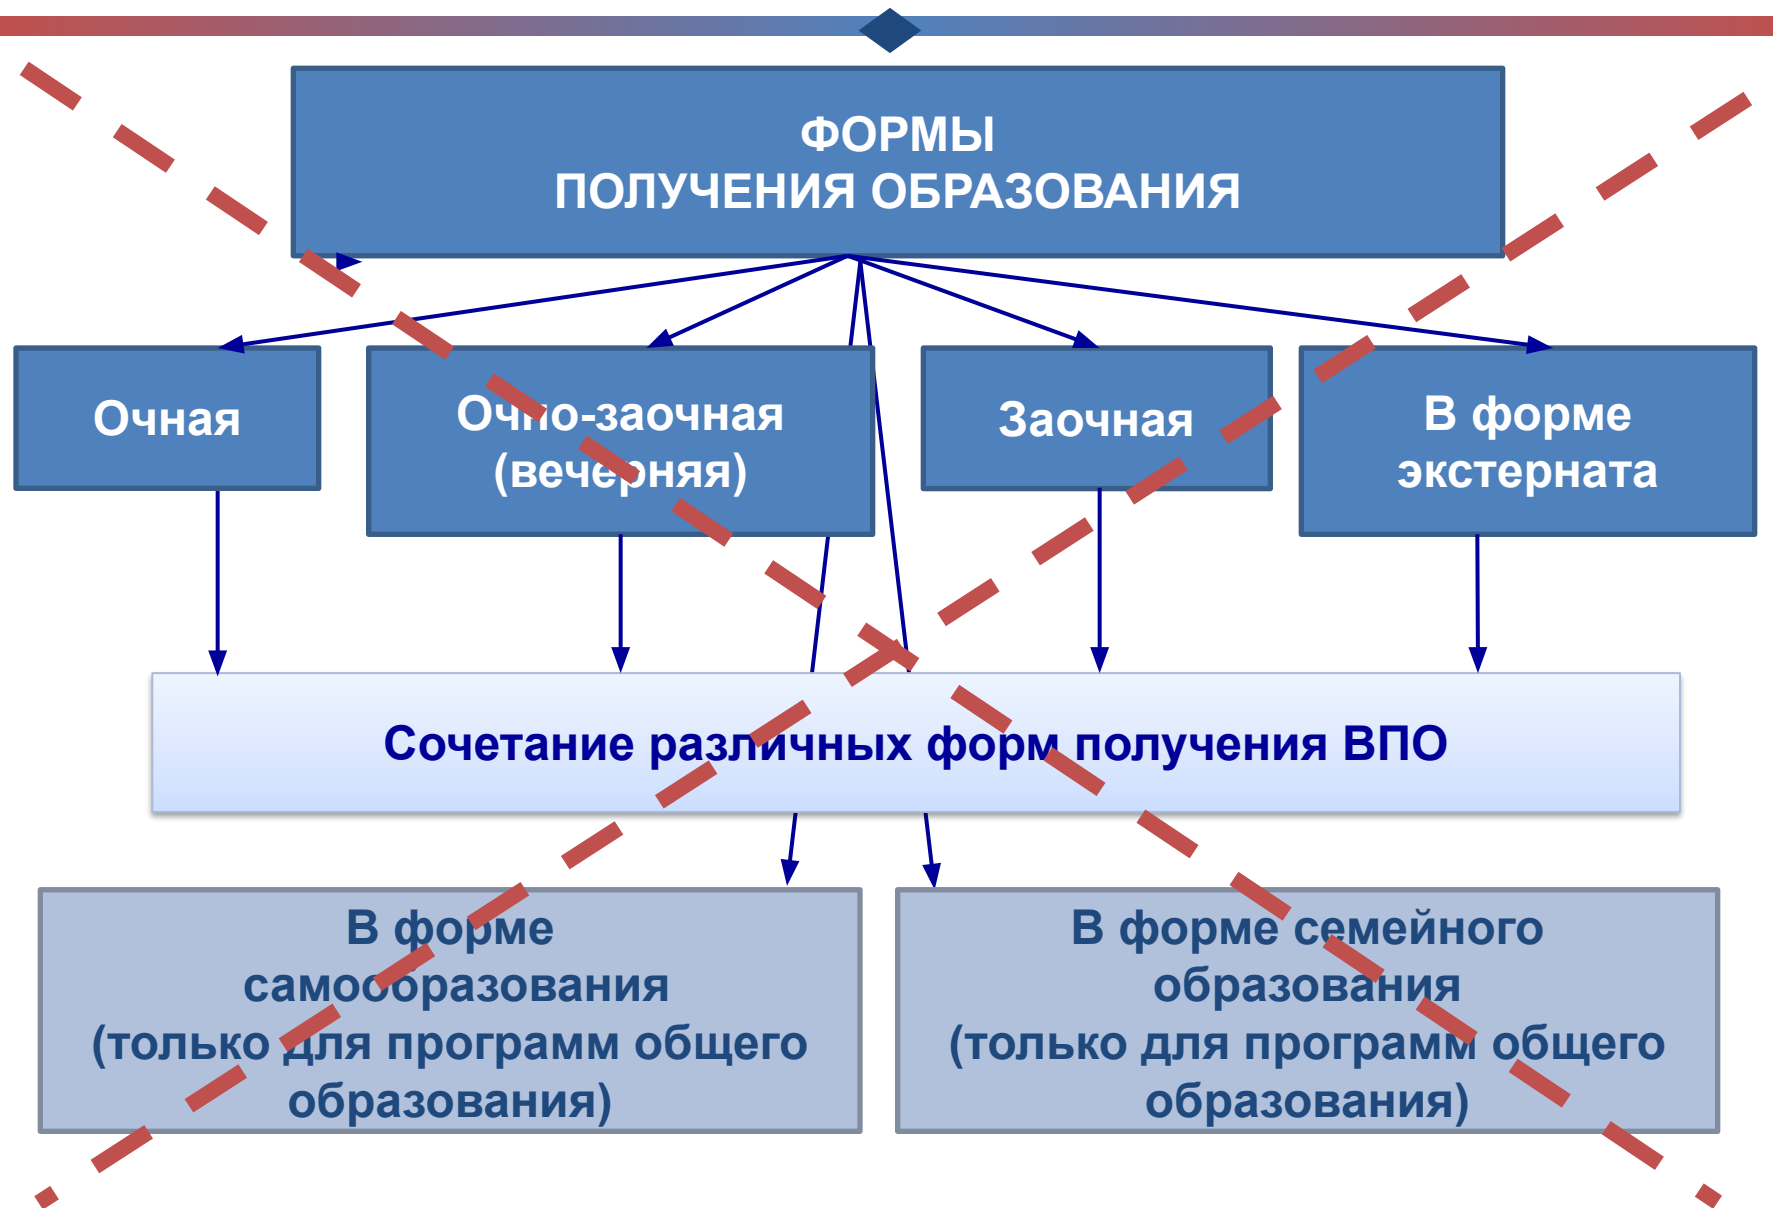 ФОРМЫ
ПОЛУЧЕНИЯ ОБРАЗОВАНИЯ
Очная
Очно-заочная
(вечерняя)
Заочная
В форме
экстерната
Сочетание различных форм получения ВПО
В форме
самообразования
(только для программ общего
образования)
В форме семейного
образования
(только для программ общего
образования)